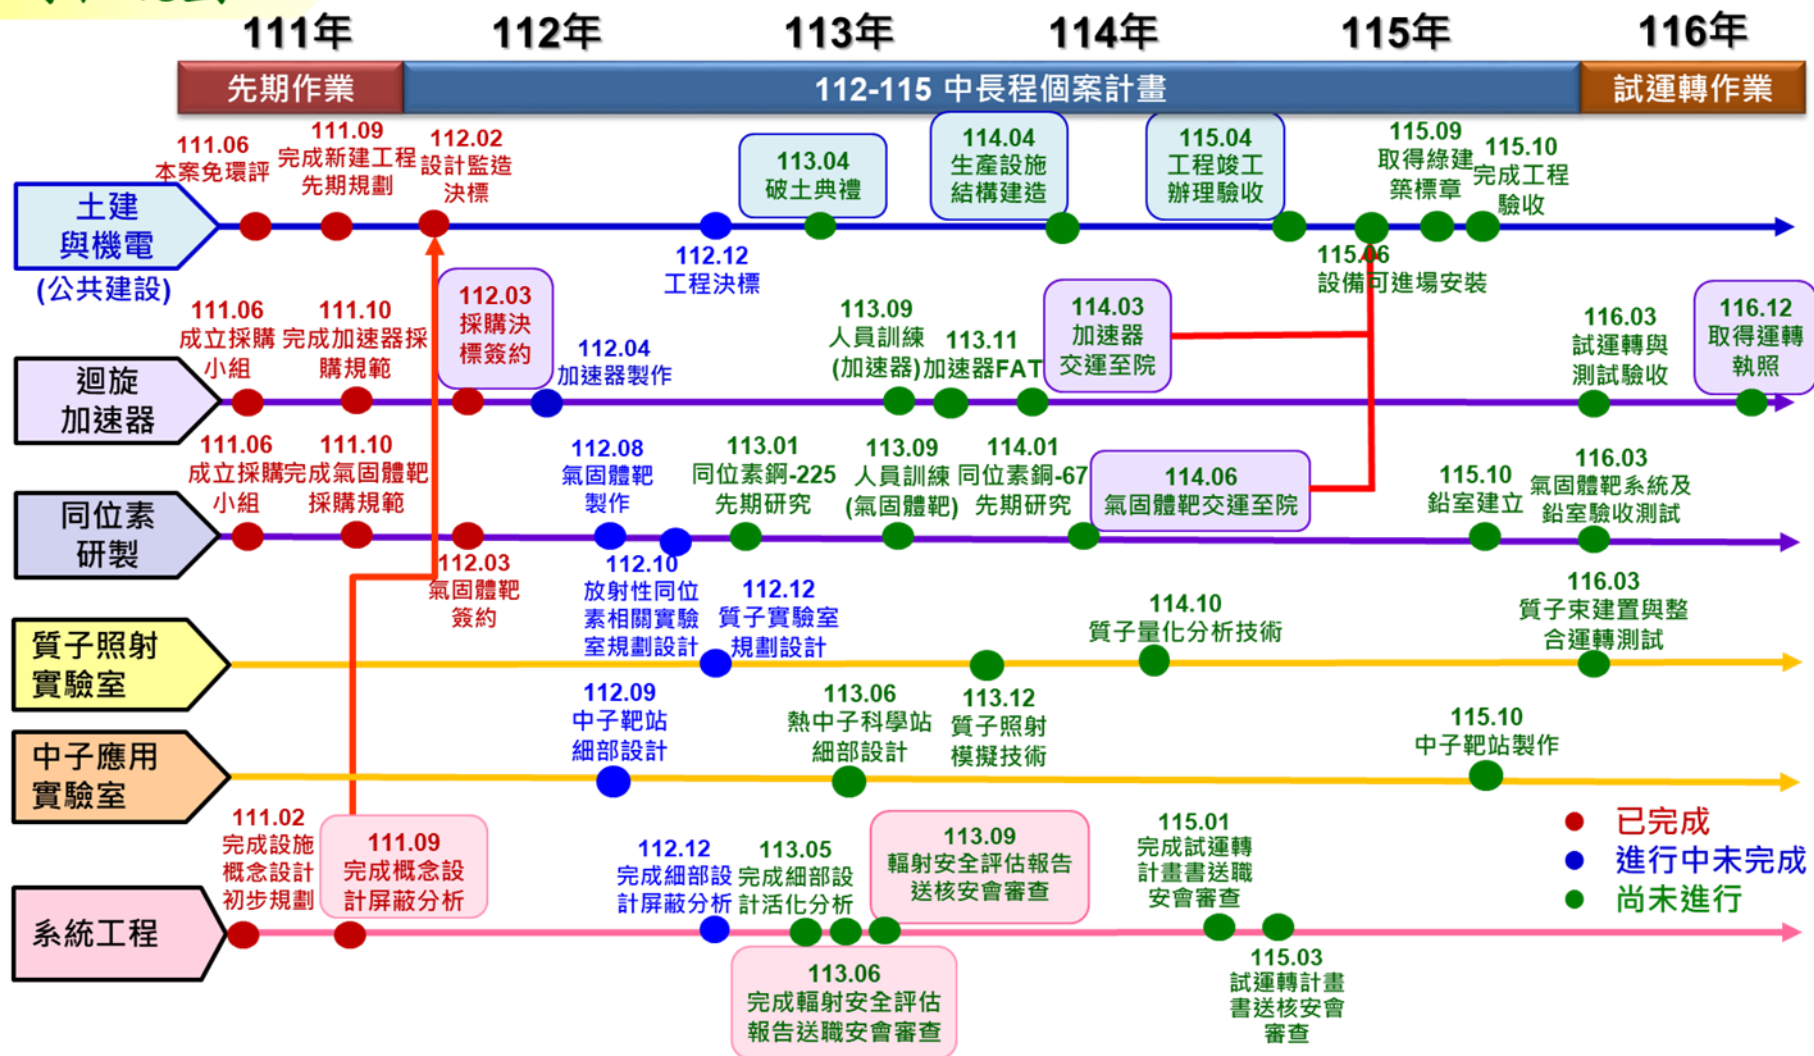 111年
112年
113年
114年
115年
116年
先期作業
112-115 中長程個案計畫
試運轉作業
土建
與機電
(公共建設)
111.06
本案免環評
111.09
完成新建工程
先期規劃
112.02
設計監造
決標
112.12
工程決標
113.04
破土典禮
114.04
生產設施
結構建造
115.04
工程竣工
辦理驗收
115.06
設備可進場安裝
115.09
取得綠建
築標章
115.10
完成工程
驗收
迴旋
加速器
111.06
成立採購
小組
111.10
完成加速器採
購規範
112.03
採購決
標簽約
112.04
加速器製作
113.09
人員訓練
(加速器)
113.11
加速器FAT
114.03
加速器
交運至院
116.03
試運轉與
測試驗收
116.12
取得運轉
執照
同位素
研製
111.06
成立採購
小組
111.10
完成氣固體靶
採購規範
112.03
氣固體靶
簽約
112.08
氣固體靶
製作
112.10
放射性同位
素相關實驗
室規劃設計
113.01
同位素錒-225
先期研究
113.09
人員訓練
(氣固體靶)
114.01
同位素銅-67
先期研究
114.06
氣固體靶交運至院
115.10
鉛室建立
116.03
氣固體靶系統及
鉛室驗收測試
質子照射
實驗室
112.12
質子實驗室
規劃設計
113.12
質子照射
模擬技術
114.10
質子量化分析技術
116.03
質子束建置與整
合運轉測試
中子應用
實驗室
112.09
中子靶站
細部設計
113.06
熱中子科學站
細部設計
115.10
中子靶站製作
系統工程
111.02
完成設施
概念設計
初步規劃
111.09
完成概念設
計屏蔽分析
112.12
完成細部設
計屏蔽分析
113.05
完成細部設
計活化分析
113.06
完成輻射安全評估
報告送職安會審查
113.09
輻射安全評估報告
送核安會審查
115.01
完成試運轉
計畫書送職
安會審查
115.03
試運轉計畫
書送核安會
審查
已完成
進行中未完成
尚未進行